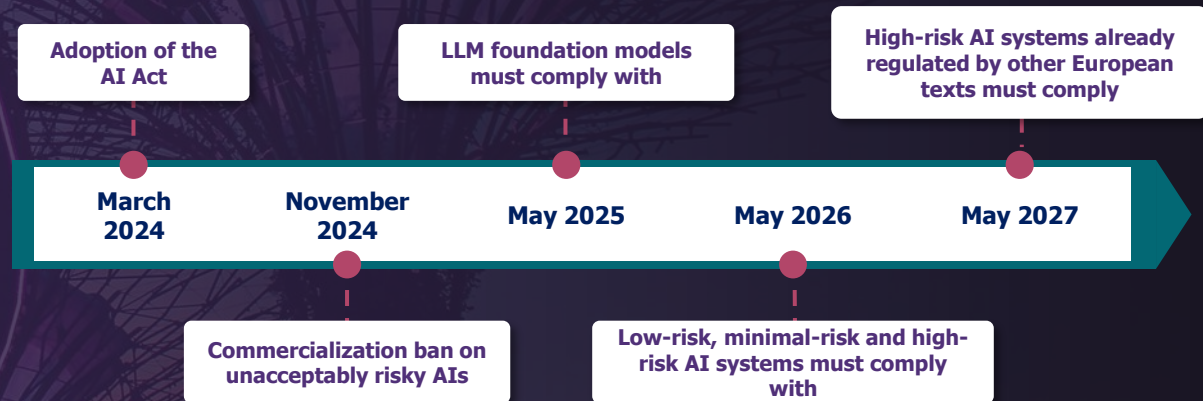 Adoption of the
AI Act
LLM foundation models
must comply with
High-risk AI systems already
regulated by other European
texts must comply
March
2024
November
2024
May 2025
May 2026
May 2027
Commercialization ban on
unacceptably risky AIs
Low-risk, minimal-risk and high-
risk AI systems must comply
with